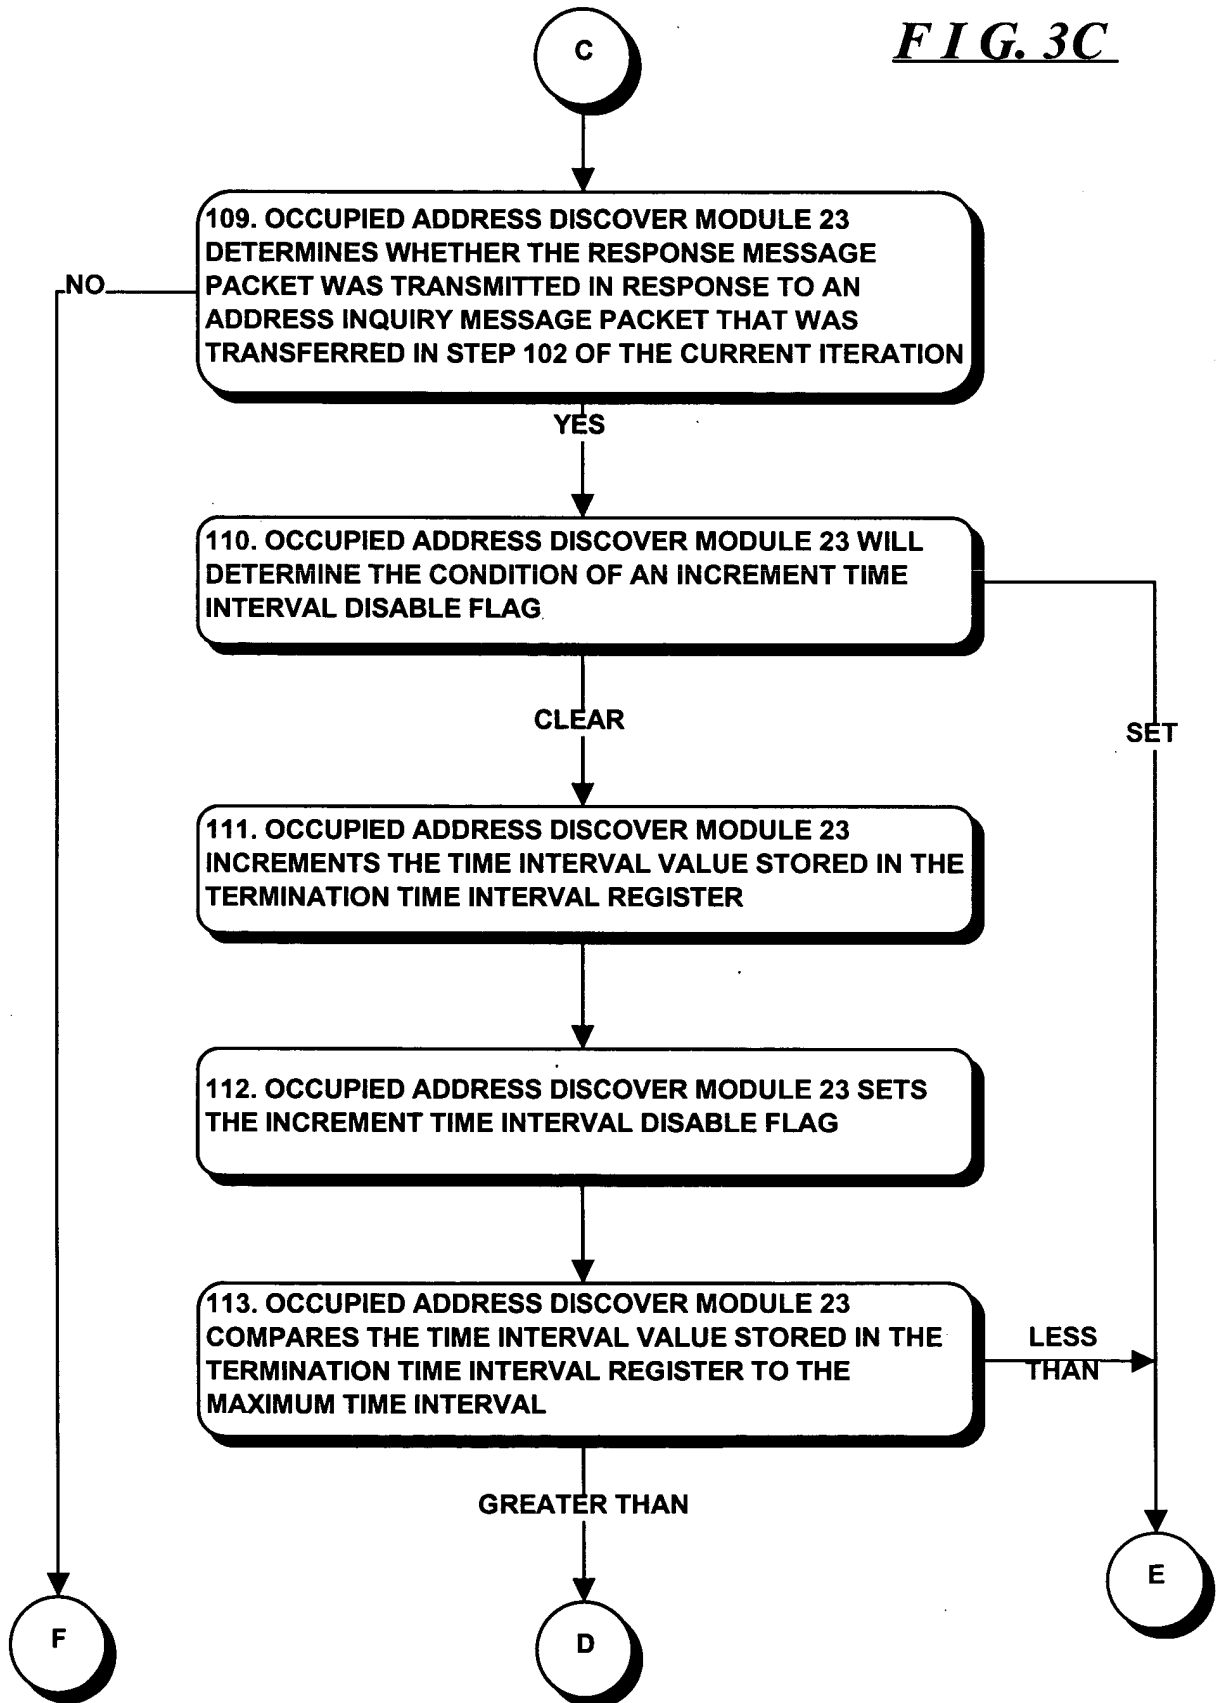 F I G. 3C
C
109. OCCUPIED ADDRESS DISCOVER MODULE 23
DETERMINES WHETHER THE RESPONSE MESSAGE
PACKET WAS TRANSMITTED IN RESPONSE TO AN
ADDRESS INQUIRY MESSAGE PACKET THAT WAS
TRANSFERRED IN STEP 102 OF THE CURRENT ITERATION
NO
YES
110. OCCUPIED ADDRESS DISCOVER MODULE 23 WILL
DETERMINE THE CONDITION OF AN INCREMENT TIME
INTERVAL DISABLE FLAG
CLEAR
SET
111. OCCUPIED ADDRESS DISCOVER MODULE 23
INCREMENTS THE TIME INTERVAL VALUE STORED IN THE
TERMINATION TIME INTERVAL REGISTER
112. OCCUPIED ADDRESS DISCOVER MODULE 23 SETS
THE INCREMENT TIME INTERVAL DISABLE FLAG
113. OCCUPIED ADDRESS DISCOVER MODULE 23
COMPARES THE TIME INTERVAL VALUE STORED IN THE
TERMINATION TIME INTERVAL REGISTER TO THE
MAXIMUM TIME INTERVAL
LESS
THAN
GREATER THAN
E
F
D